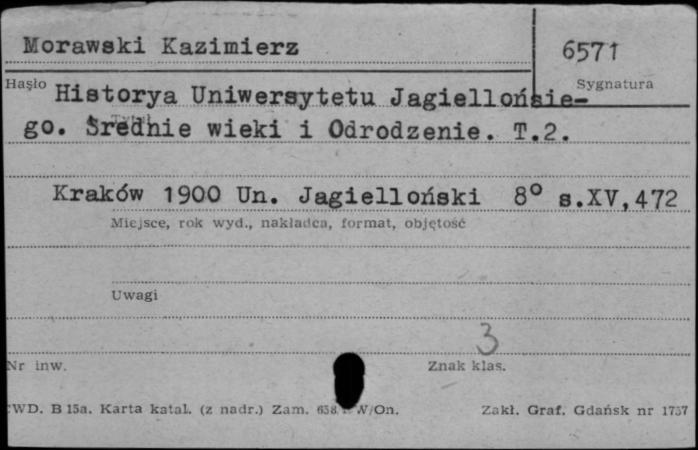 Morawski Kazimierz
6571
Hasło
Sygnatura
Historya Uniwersytetu Jagiellońsie-
Tytuł
go. Średnie wieki i Odrodzenie. T.2.
Kraków 1900 Un. Jagielloński 8° s.XV,472
Miejsce, rok wyd., nakładca, format, objętość
Uwagi
3
Nr inw.
Znak klas.
WD. B 15a. Karta katal. (z nadr.) Zam. W/On.
Zakł. Graf. Gdańsk nr 1737